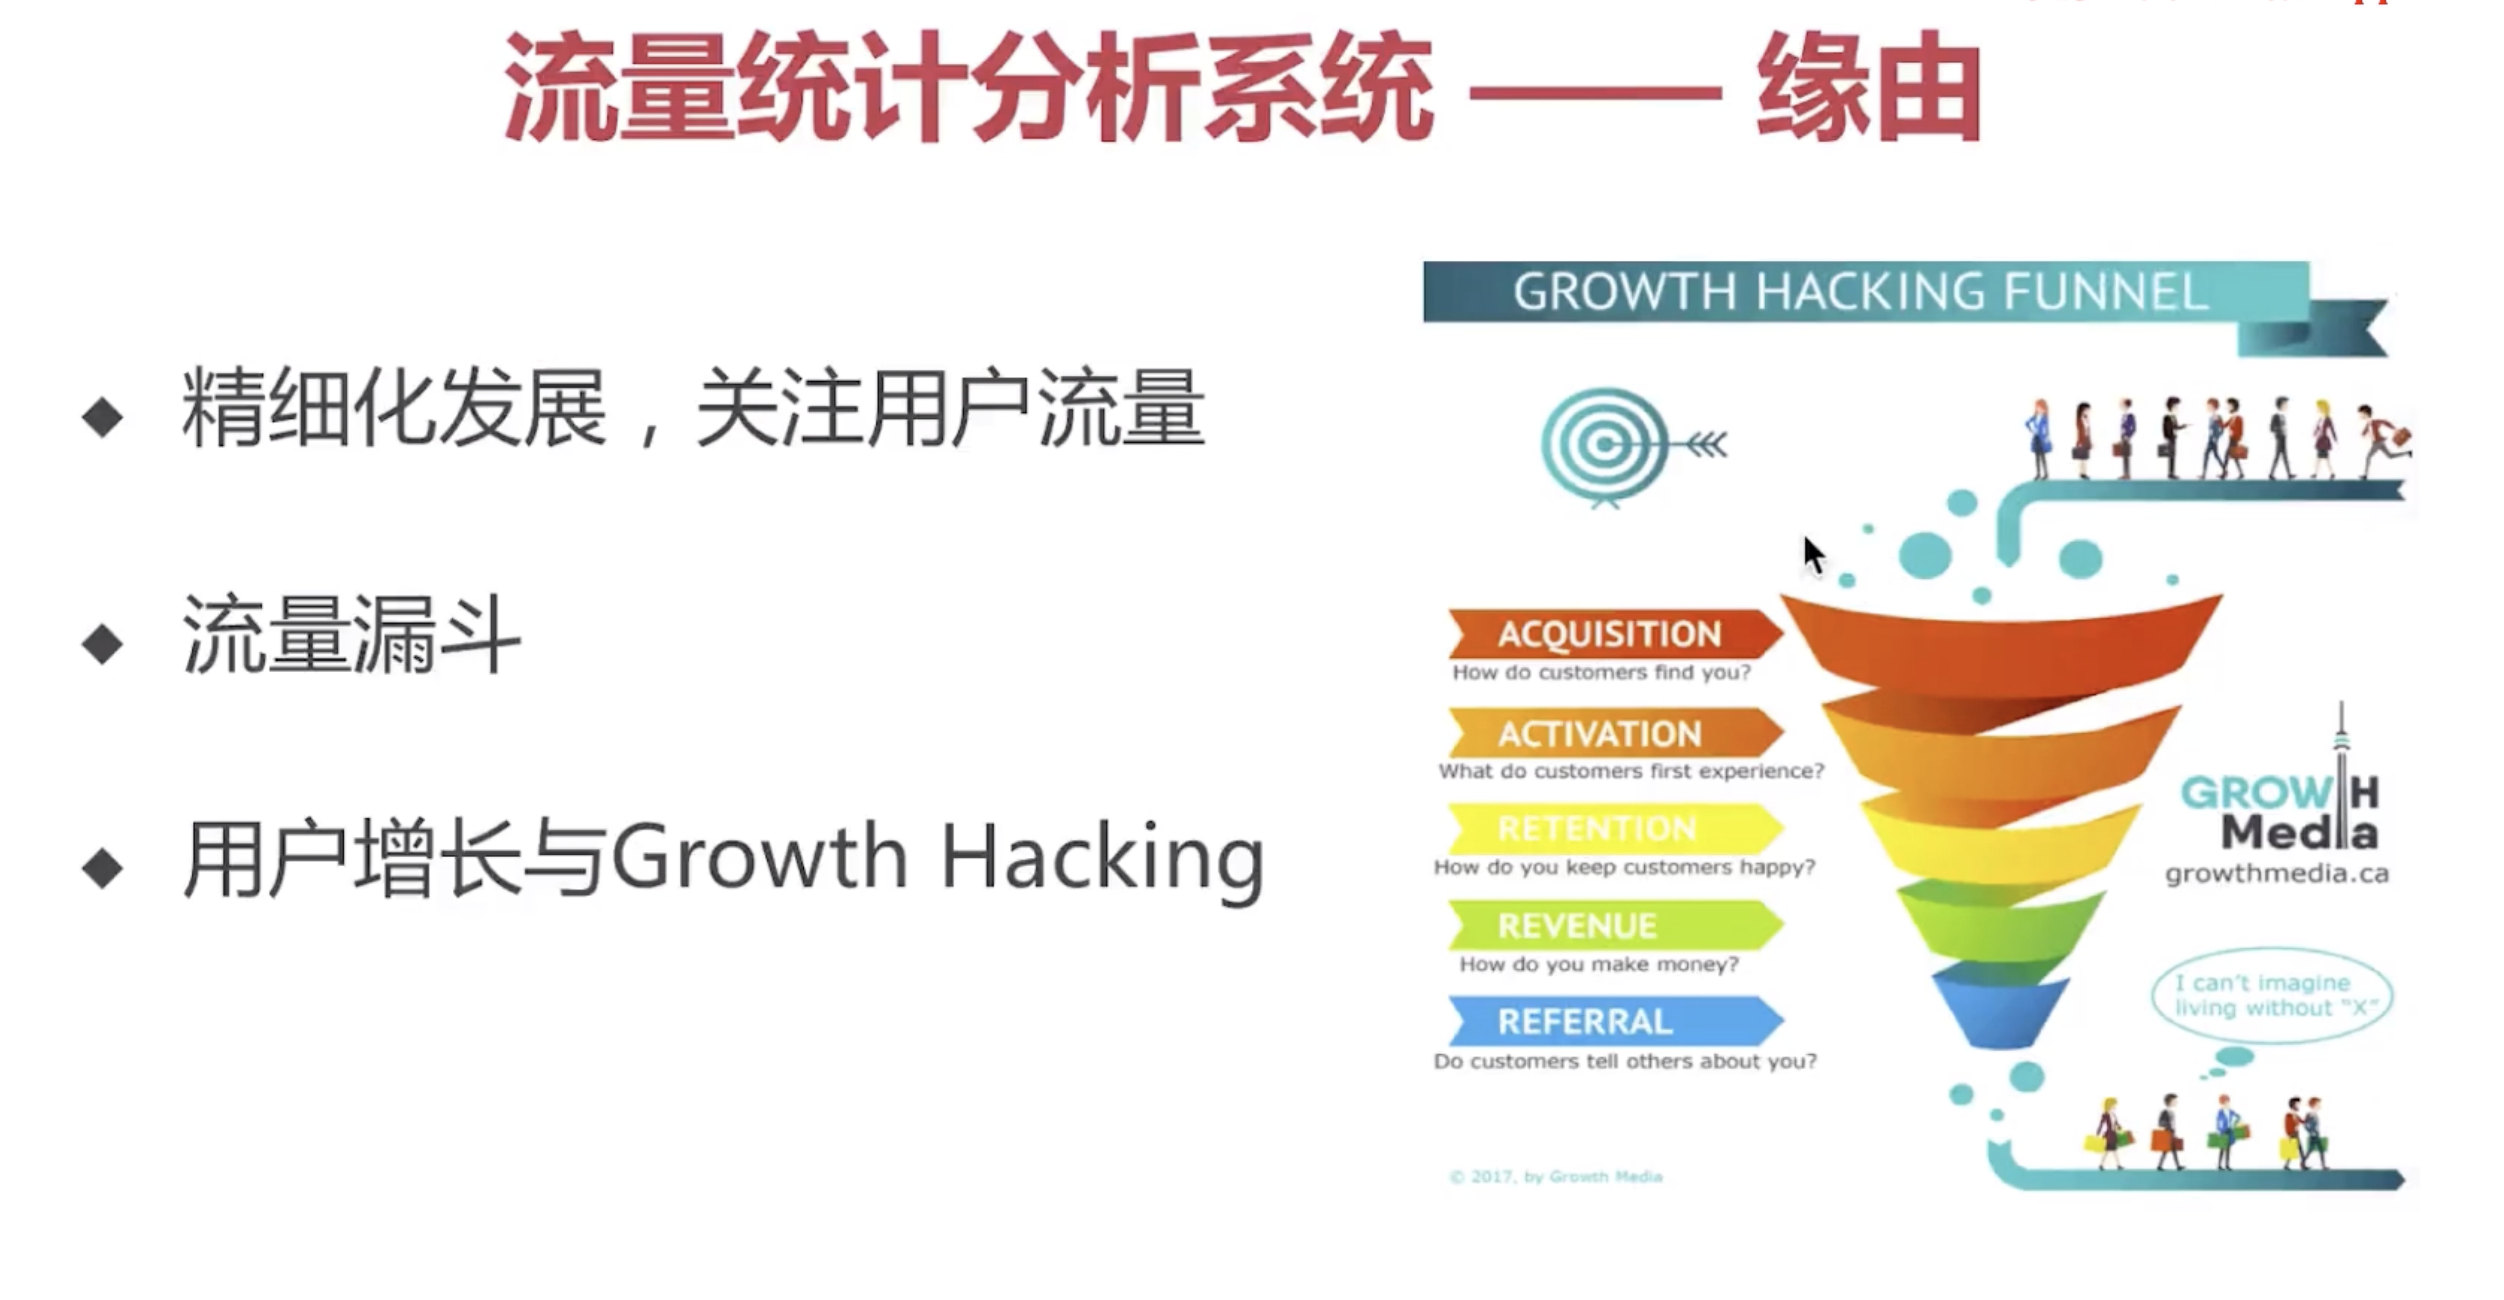 流量统计分析系统 —— 缘由
◆ 精细化发展，关注用户流量
◆ 流量漏斗
◆ 用户增长与Growth Hacking
GROWTH HACKING FUNNEL
ACQUISITION
How do customers find you?
ACTIVATION
What do customers first experience?
RETENTION
How do you keep customers happy?
REVENUE
How do you make money?
REFERRAL
Do customers tell others about you?
GROWTH
Media
growthmedia.ca
I can't imagine
living without "X"
© 2017, by Growth Media